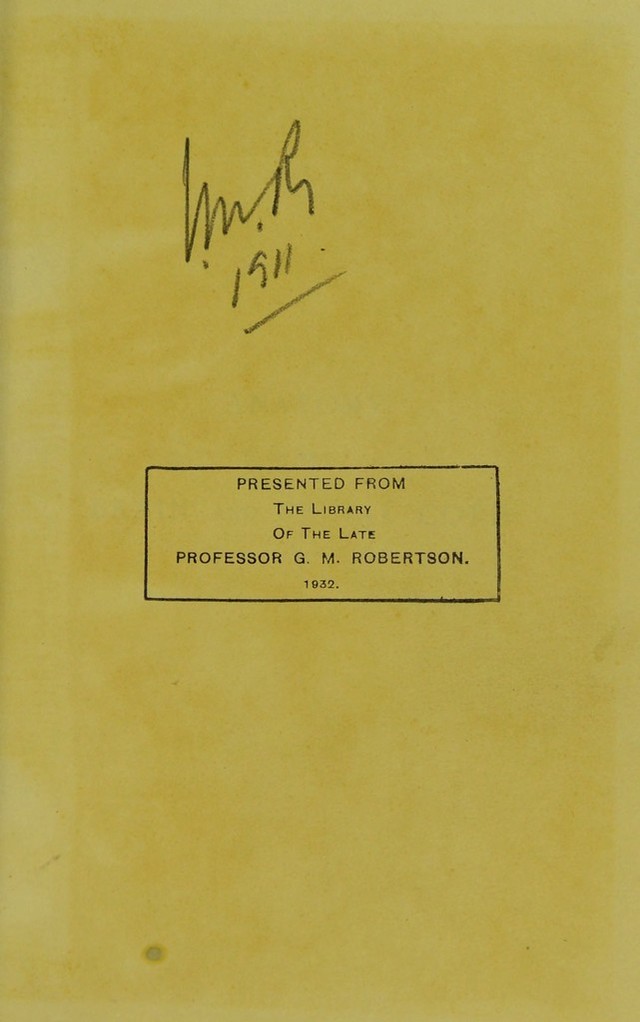 G.M.R
1911.
PRESENTED FROM
THE LIBRARY
OF THE LATE
PROFESSOR G. M. ROBERTSON.
1932.